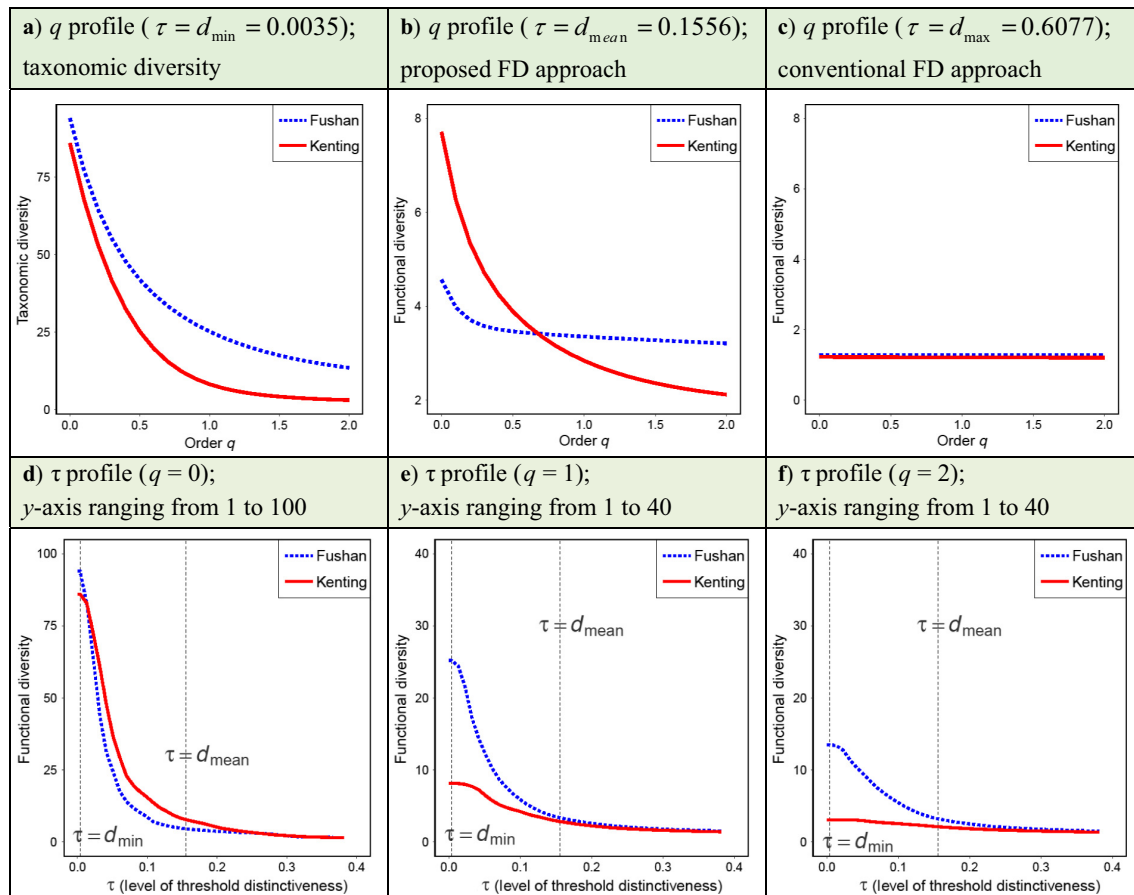 a) q profile ( τ = d_min = 0.0035);
taxonomic diversity
b) q profile ( τ = d_mean = 0.1556);
proposed FD approach
c) q profile ( τ = d_max = 0.6077);
conventional FD approach
Fushan
Kenting
75
50
25
0
Taxonomic diversity
0.0 0.5 1.0 1.5 2.0
Order q
Fushan
Kenting
8
6
4
2
Functional diversity
0.0 0.5 1.0 1.5 2.0
Order q
Fushan
Kenting
8
6
4
2
0
Functional diversity
0.0 0.5 1.0 1.5 2.0
Order q
d) τ profile (q = 0);
y-axis ranging from 1 to 100
e) τ profile (q = 1);
y-axis ranging from 1 to 40
f) τ profile (q = 2);
y-axis ranging from 1 to 40
Fushan
Kenting
100
75
50
25
0
Functional diversity
τ = d_mean
τ = d_min
0.0 0.1 0.2 0.3 0.4
τ (level of threshold distinctiveness)
Fushan
Kenting
40
30
20
10
0
Functional diversity
τ = d_mean
τ = d_min
0.0 0.1 0.2 0.3 0.4
τ (level of threshold distinctiveness)
Fushan
Kenting
40
30
20
10
0
Functional diversity
τ = d_mean
τ = d_min
0.0 0.1 0.2 0.3 0.4
τ (level of threshold distinctiveness)